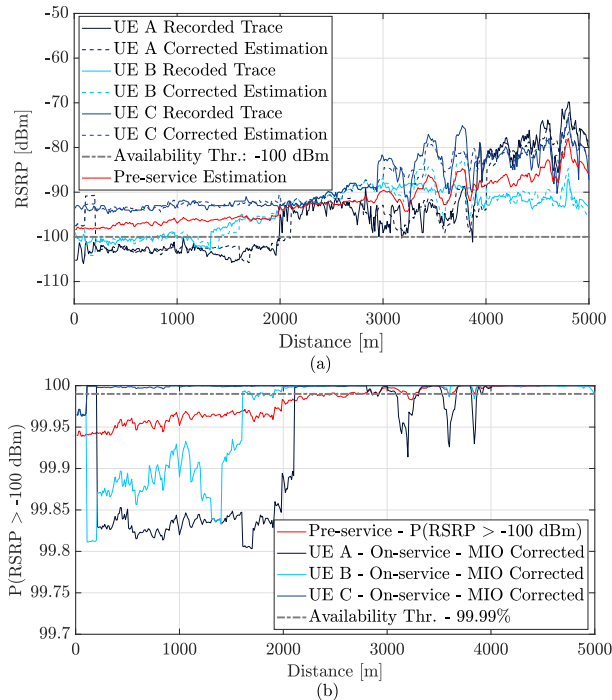 -50
-60
-70
-80
-90
-100
-110
RSRP [dBm]
UE A Recorded Trace
UE A Corrected Estimation
UE B Recoded Trace
UE B Corrected Estimation
UE C Recorded Trace
UE C Corrected Estimation
Availability Thr.: -100 dBm
Pre-service Estimation
0 1000 2000 3000 4000 5000
Distance [m]
(a)
100
99.95
99.9
99.85
99.8
99.75
99.7
P(RSRP > -100 dBm)
Pre-service - P(RSRP > -100 dBm)
UE A - On-service - MIO Corrected
UE B - On-service - MIO Corrected
UE C - On-service - MIO Corrected
Availability Thr. - 99.99%
0 1000 2000 3000 4000 5000
Distance [m]
(b)